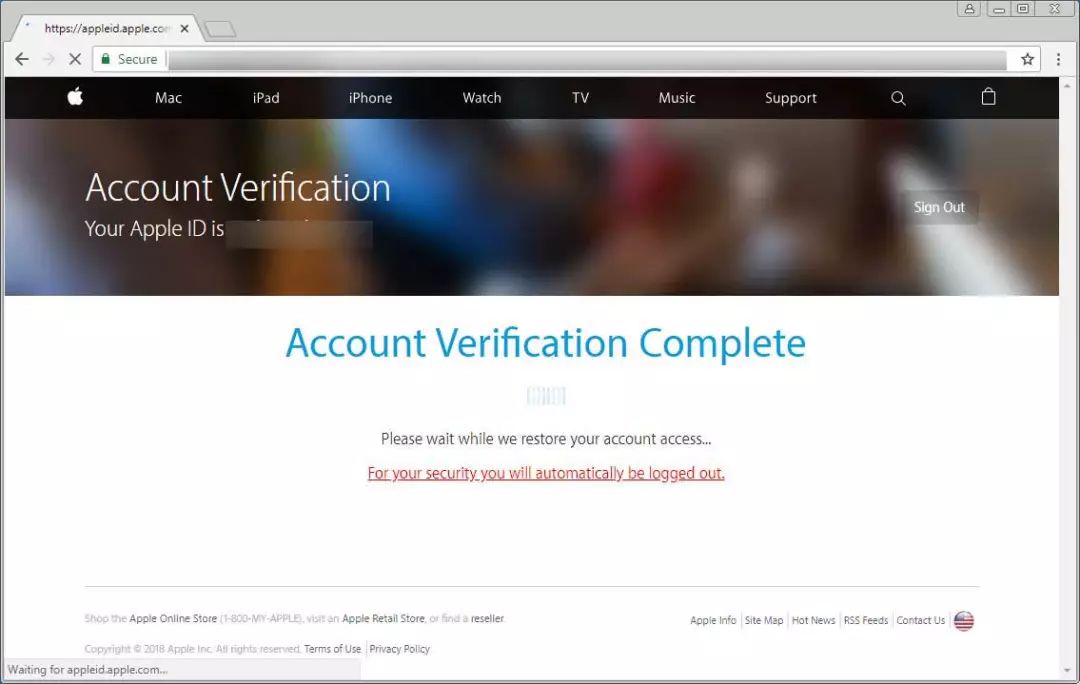 https://appleid.apple.com
Secure
Mac iPad iPhone Watch TV Music Support
Account Verification
Your Apple ID is
Sign Out
Account Verification Complete
Please wait while we restore your account access...
For your security you will automatically be logged out.
Shop the Apple Online Store (1-800-MY-APPLE), visit an Apple Retail Store, or find a reseller.
Apple Info Site Map Hot News RSS Feeds Contact Us
Copyright © 2018 Apple Inc. All rights reserved. Terms of Use Privacy Policy
Waiting for appleid.apple.com...